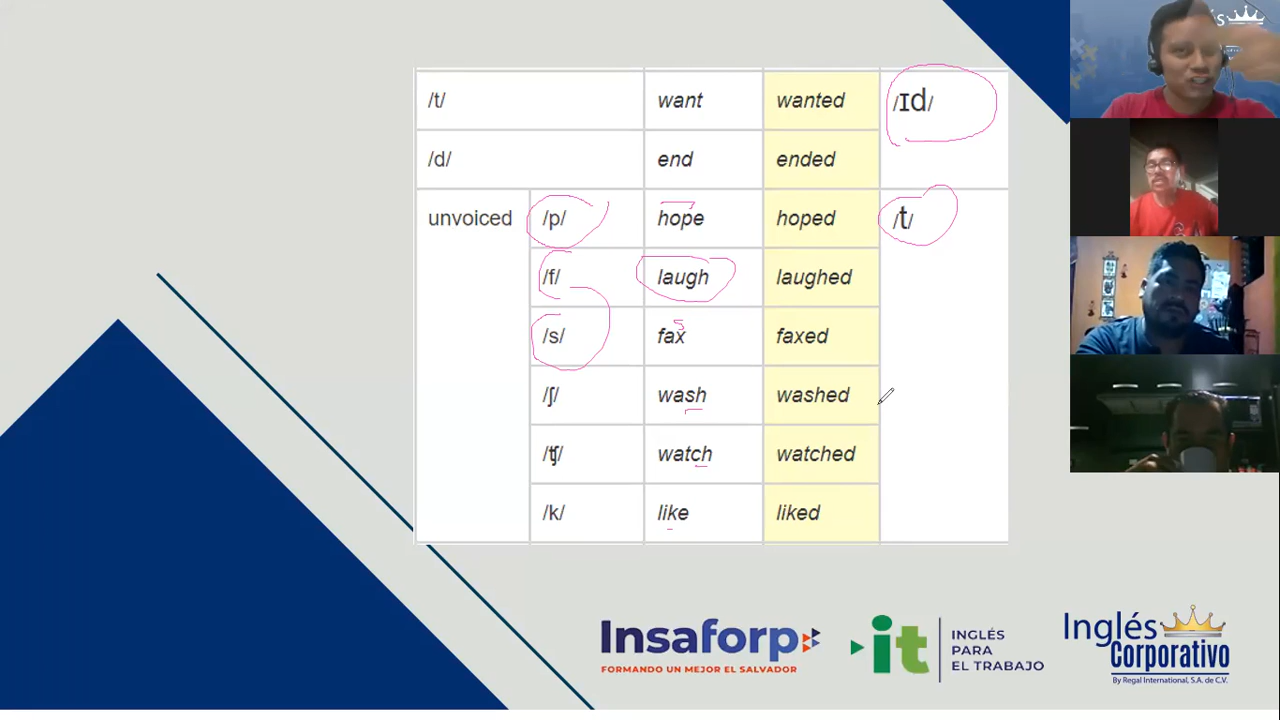 /t/ want wanted /ɪd/
/d/ end ended
unvoiced /p/ hope hoped /t/
/f/ laugh laughed
s
/s/ fax faxed
/ʃ/ wash washed
/ʧ/ watch watched
/k/ like liked
Insaforp
FORMANDO UN MEJOR EL SALVADOR
it
INGLÉS
PARA
EL TRABAJO
Inglés
Corporativo
By Regal International, S.A. de C.V.